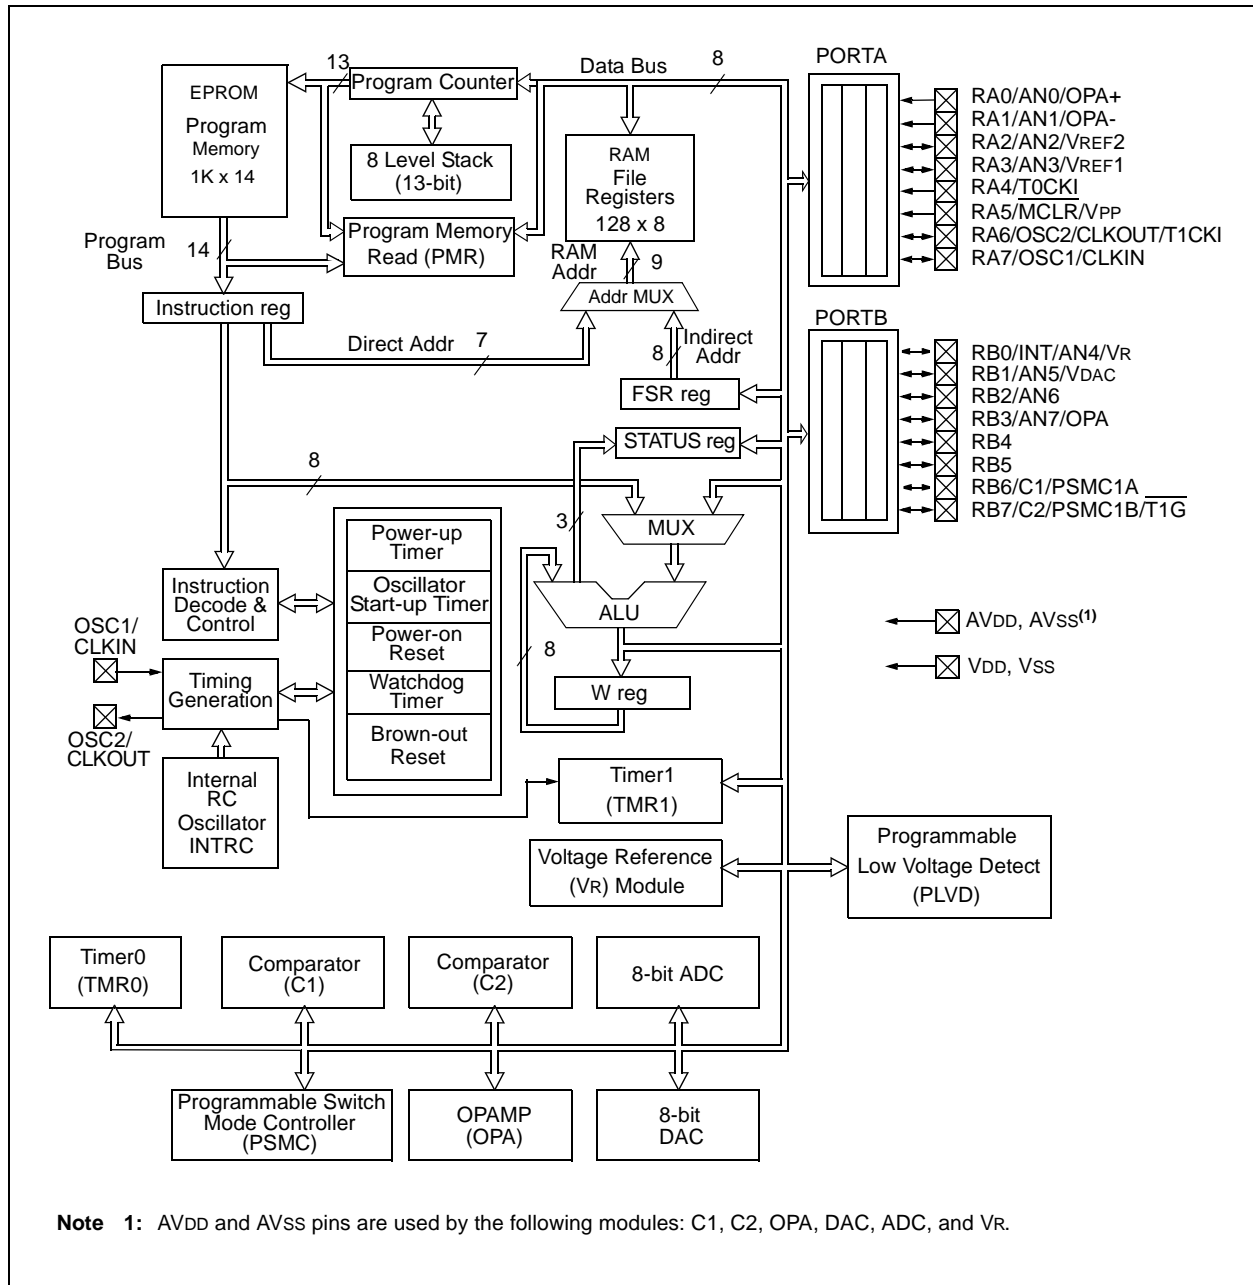 EPROM
Program
Memory
1K x 14
13
Program Counter
8 Level Stack
(13-bit)
Program Memory
Read (PMR)
Data Bus
8
RAM
File
Registers
128 x 8
RAM
Addr
9
Addr MUX
Program
Bus
14
Instruction reg
Direct Addr
7
8
Indirect
Addr
FSR reg
STATUS reg
8
3
MUX
ALU
8
W reg
Power-up
Timer
Oscillator
Start-up Timer
Power-on
Reset
Watchdog
Timer
Brown-out
Reset
Instruction
Decode &
Control
OSC1/
CLKIN
Timing
Generation
OSC2/
CLKOUT
Internal
RC
Oscillator
INTRC
Timer1
(TMR1)
Voltage Reference
(VR) Module
Programmable
Low Voltage Detect
(PLVD)
PORTA
RA0/AN0/OPA+
RA1/AN1/OPA-
RA2/AN2/VREF2
RA3/AN3/VREF1
RA4/T0CKI
RA5/MCLR/VPP
RA6/OSC2/CLKOUT/T1CKI
RA7/OSC1/CLKIN
PORTB
RB0/INT/AN4/VR
RB1/AN5/VDAC
RB2/AN6
RB3/AN7/OPA
RB4
RB5
RB6/C1/PSMC1A
RB7/C2/PSMC1B/T1G
AVDD, AVSS(1)
VDD, VSS
Timer0
(TMR0)
Comparator
(C1)
Comparator
(C2)
8-bit ADC
Programmable Switch
Mode Controller
(PSMC)
OPAMP
(OPA)
8-bit
DAC
Note 1: AVDD and AVSS pins are used by the following modules: C1, C2, OPA, DAC, ADC, and VR.